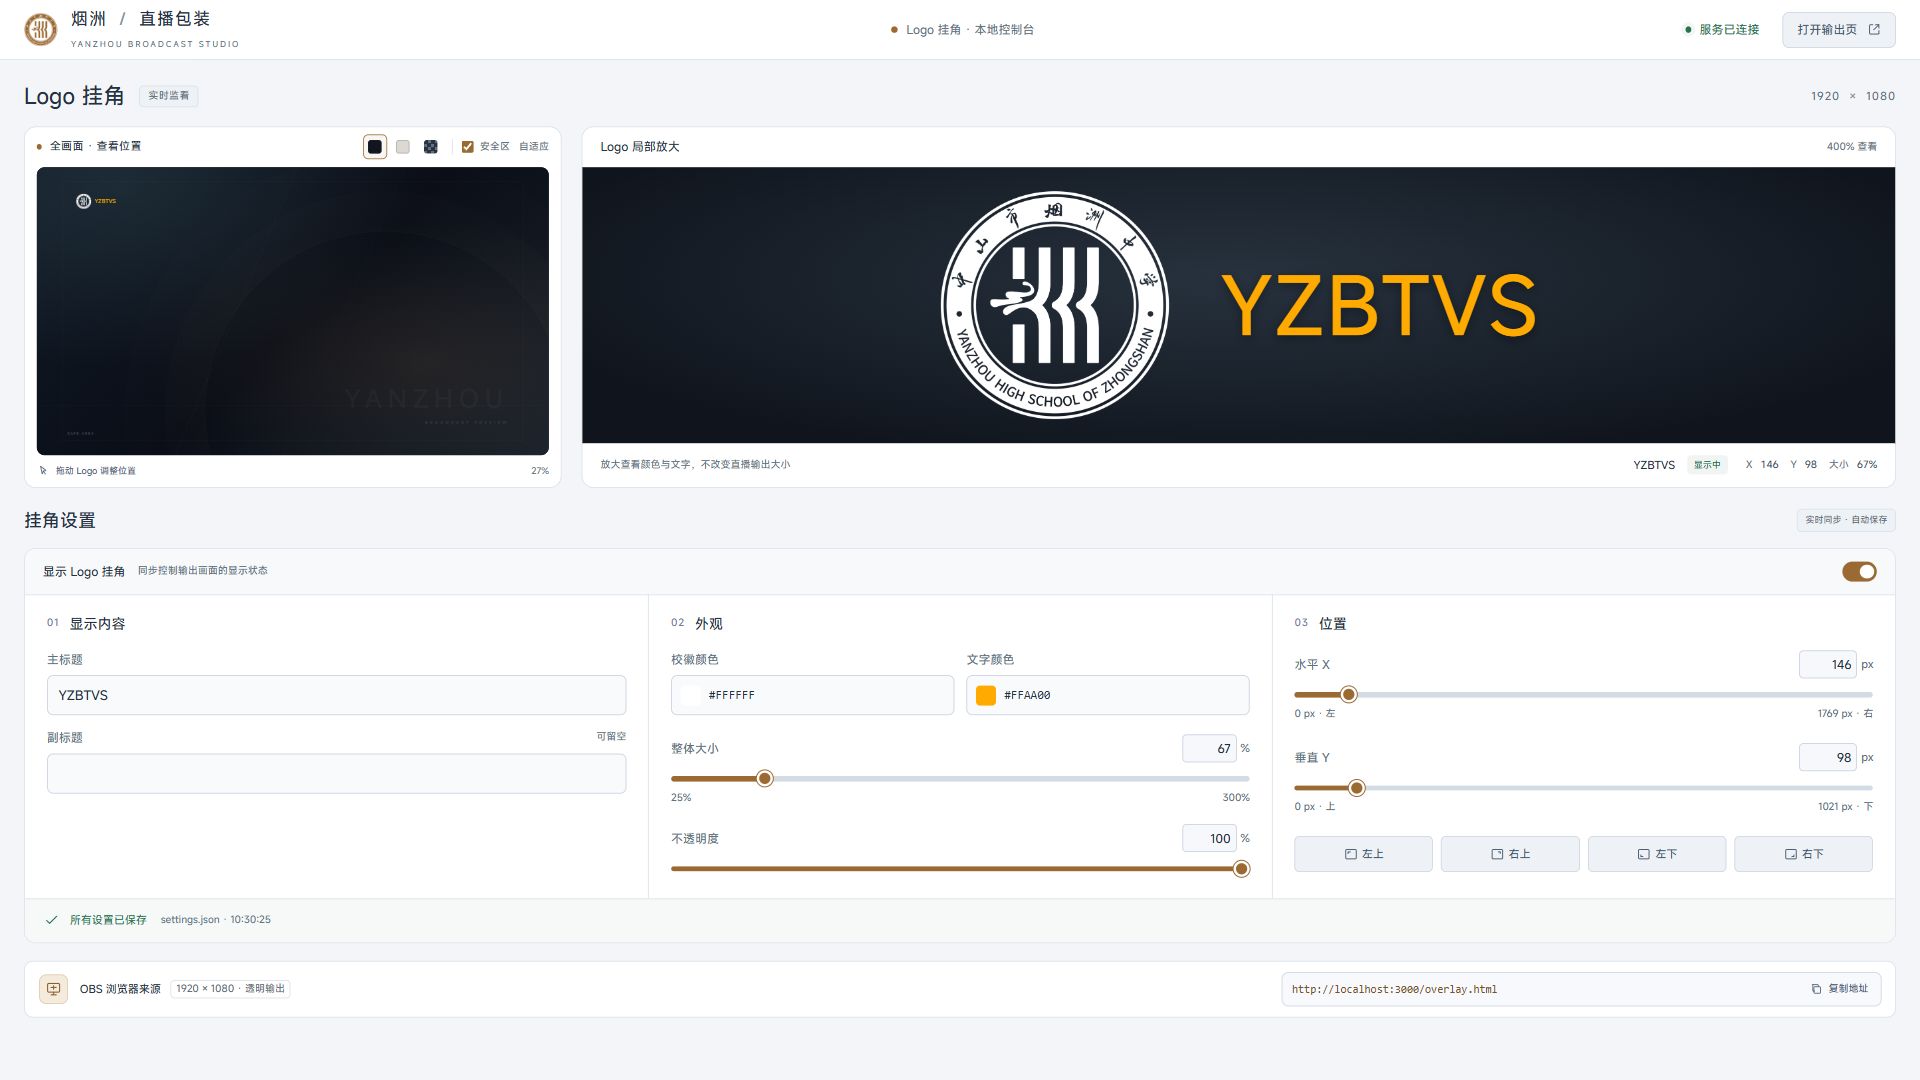 烟洲 / 直播包装
YANZHOU BROADCAST STUDIO
Logo 挂角 · 本地控制台
服务已连接
打开输出页
Logo 挂角
实时监看
1920 × 1080
全画面 · 查看位置
安全区
自适应
YZBTVS
YANZHOU
拖动 Logo 调整位置
27%
Logo 局部放大
400% 查看
中山市烟洲中学
YANZHOU HIGH SCHOOL OF ZHONGSHAN
YZBTVS
放大查看颜色与文字，不改变直播输出大小
YZBTVS
显示中
X 146 Y 98 大小 67%
挂角设置
实时同步 · 自动保存
显示 Logo 挂角
同步控制输出画面的显示状态
01 显示内容
主标题
YZBTVS
副标题
可留空
02 外观
校徽颜色
#FFFFFF
文字颜色
#FFAA00
整体大小
67 %
25%
300%
不透明度
100 %
03 位置
水平 X
146 px
0 px · 左
1769 px · 右
垂直 Y
98 px
0 px · 上
1021 px · 下
左上
右上
左下
右下
所有设置已保存
settings.json · 10:30:25
OBS 浏览器来源
1920 × 1080 · 透明输出
http://localhost:3000/overlay.html
复制地址